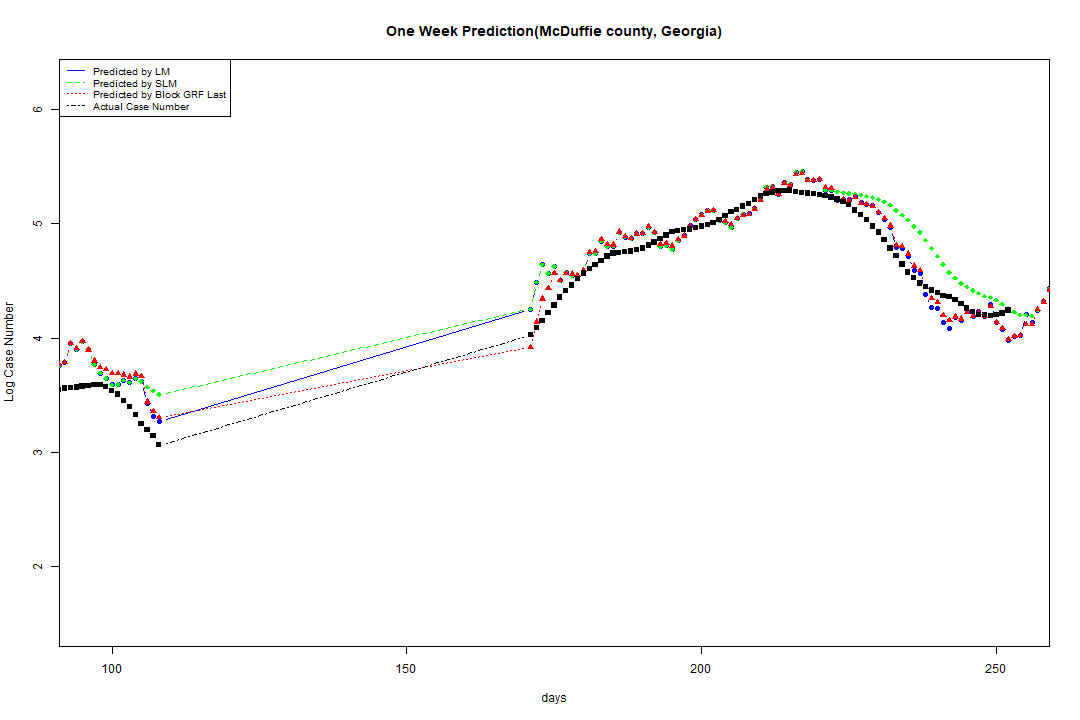 One Week Prediction(McDuffie county, Georgia)
Predicted by LM
Predicted by SLM
Predicted by Block GRF Last
Actual Case Number
6
5
4
3
2
Log Case Number
100 150 200 250
days